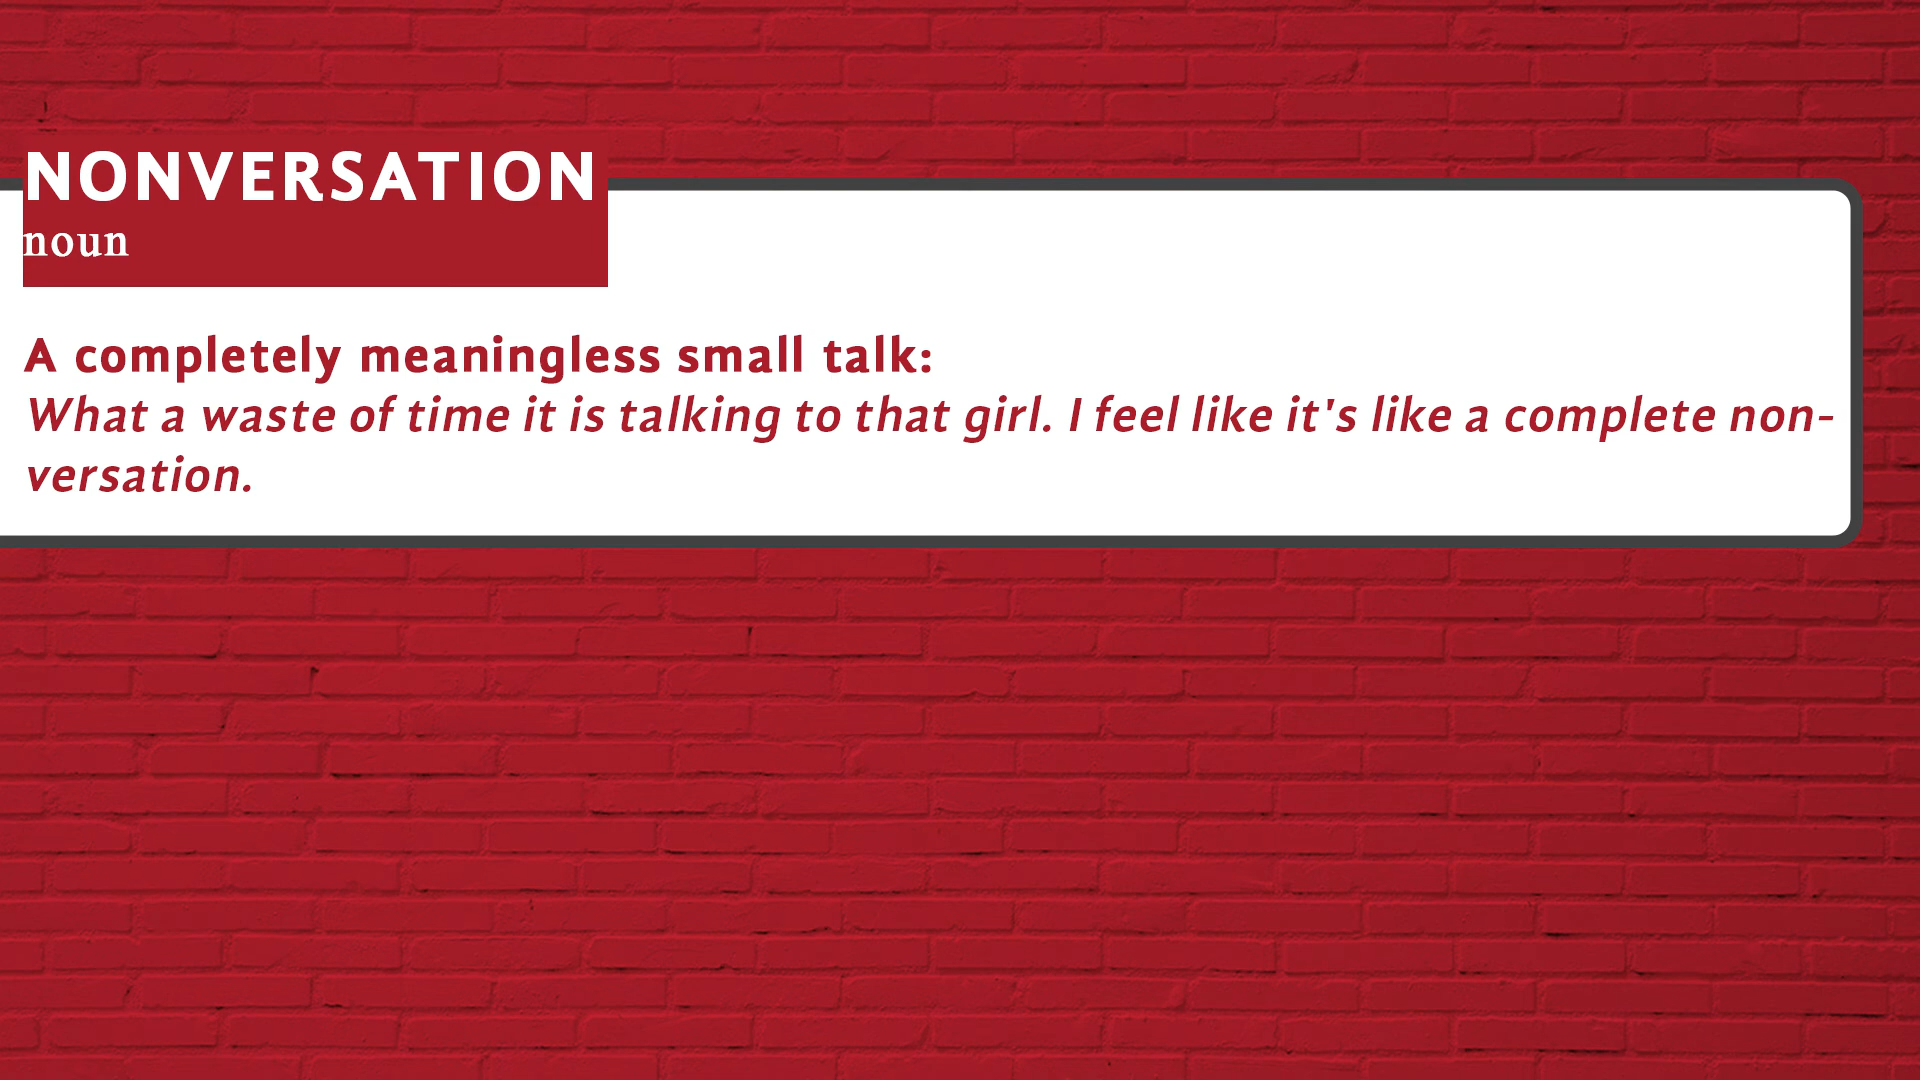 NONVERSATION
noun
A completely meaningless small talk:
What a waste of time it is talking to that girl. I feel like it's like a complete non-
versation.